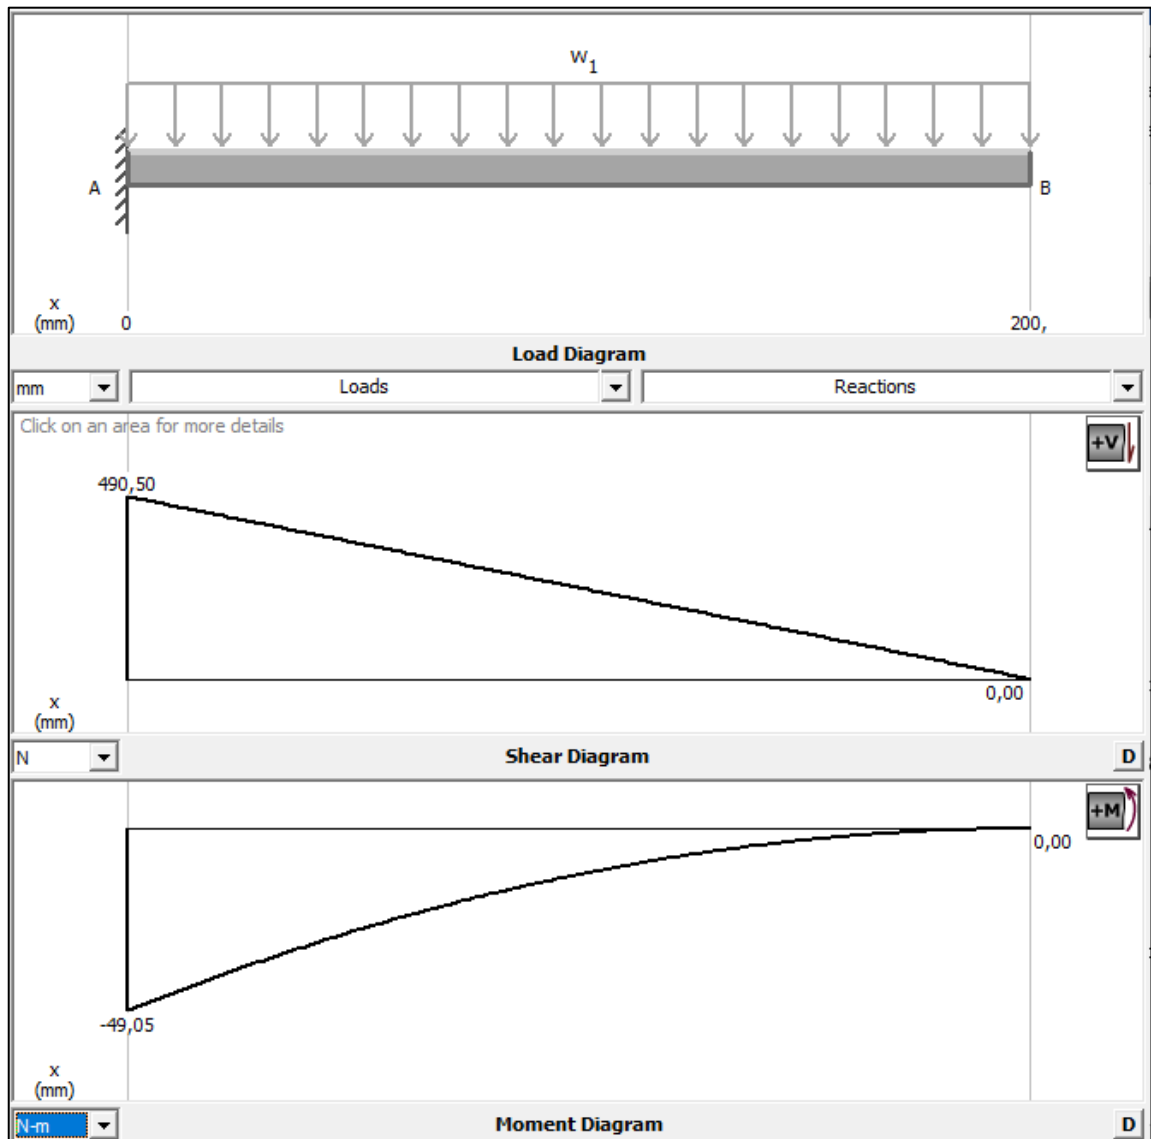 w1
A
B
x
(mm)
0
200,
Load Diagram
mm
Loads
Reactions
Click on an area for more details
+V
490,50
0,00
x
(mm)
N
Shear Diagram
D
+M
0,00
-49,05
x
(mm)
N-m
Moment Diagram
D